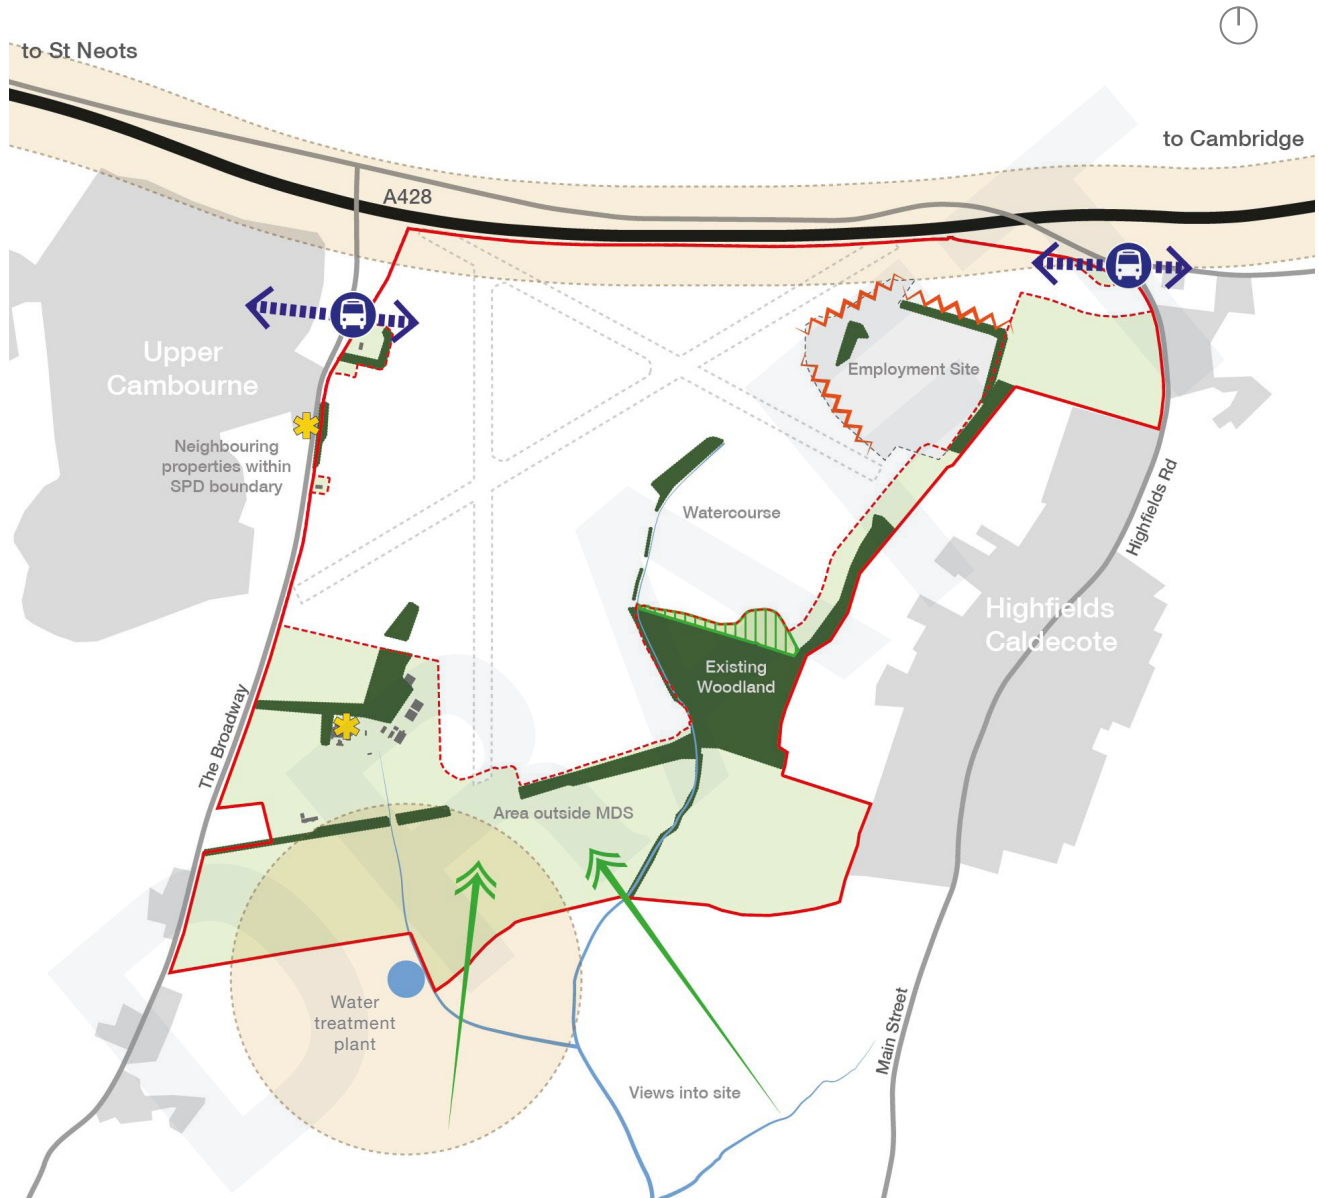 to St Neots
to Cambridge
A428
Upper
Cambourne
Employment Site
Neighbouring
properties within
SPD boundary
Highfields Rd
Watercourse
Highfields
Caldecote
Existing
Woodland
The Broadway
Area outside MDS
Water
treatment
plant
Main Street
Views into site
DRAFT